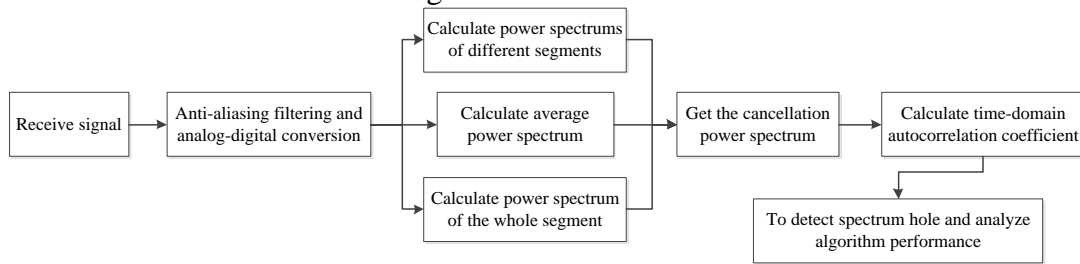 Calculate power spectrums
of different segments
Receive signal
Anti-aliasing filtering and
analog-digital conversion
Calculate average
power spectrum
Calculate power spectrum
of the whole segment
Get the cancellation
power spectrum
Calculate time-domain
autocorrelation coefficient
To detect spectrum hole and analyze
algorithm performance